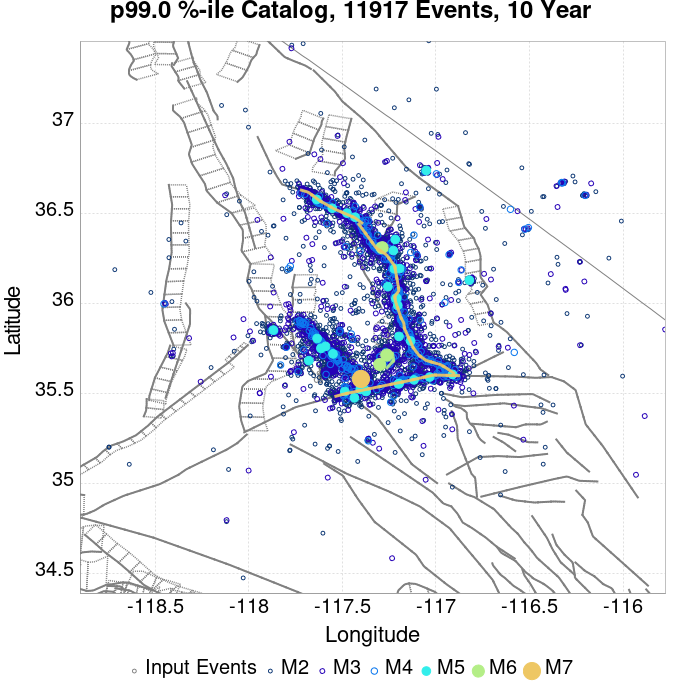 p99.0 %-ile Catalog, 11917 Events, 10 Year
37
36.5
36
35.5
35
34.5
Latitude
-118.5 -118 -117.5 -117 -116.5 -116
Longitude
Input Events M2 M3 M4 M5 M6 M7